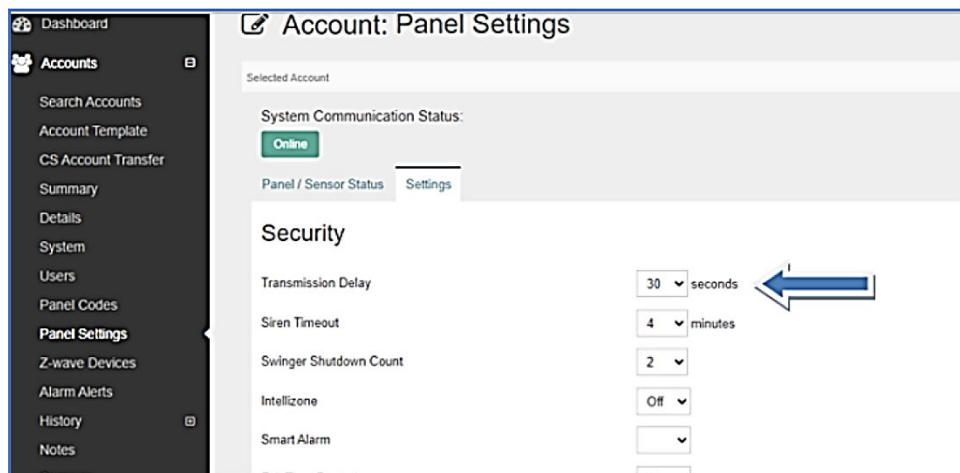 Dashboard
Account: Panel Settings
Accounts
Selected Account
Search Accounts
Account Template
CS Account Transfer
Summary
Details
System
Users
Panel Codes
Panel Settings
Z-wave Devices
Alarm Alerts
History
Notes
System Communication Status:
Online
Panel / Sensor Status Settings
Security
Transmission Delay 30 seconds
Siren Timeout 4 minutes
Swinger Shutdown Count 2
Intellizone Off
Smart Alarm